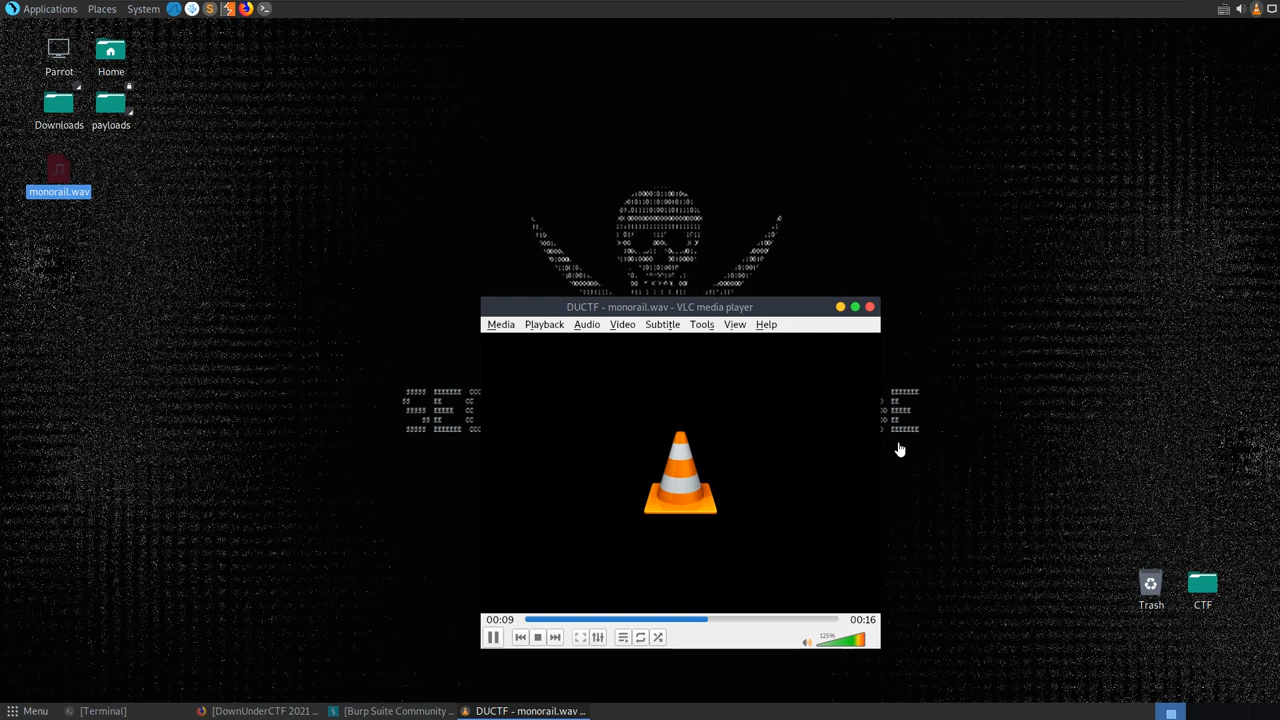 Applications Places System
Parrot Home
Downloads payloads
monorail.wav
DUCTF - monorail.wav - VLC media player
Media Playback Audio Video Subtitle Tools View Help
00:09 00:16
125%
Trash CTF
Menu [Terminal] [DownUnderCTF 2021 ... [Burp Suite Community ... DUCTF - monorail.wav ...